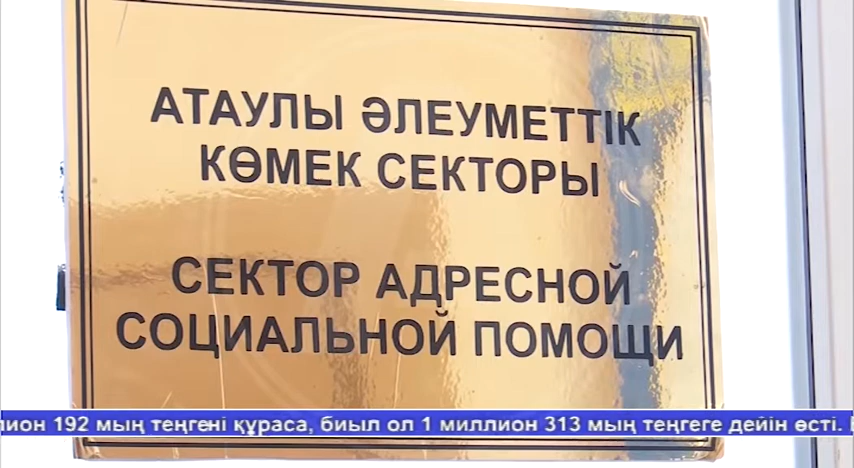 АТАУЛЫ ӘЛЕУМЕТТІК
КӨМЕК СЕКТОРЫ
СЕКТОР АДРЕСНОЙ
СОЦИАЛЬНОЙ ПОМОЩИ
192 мың теңгені құраса, биыл ол 1 миллион 313 мың теңгеге дейін өсті.